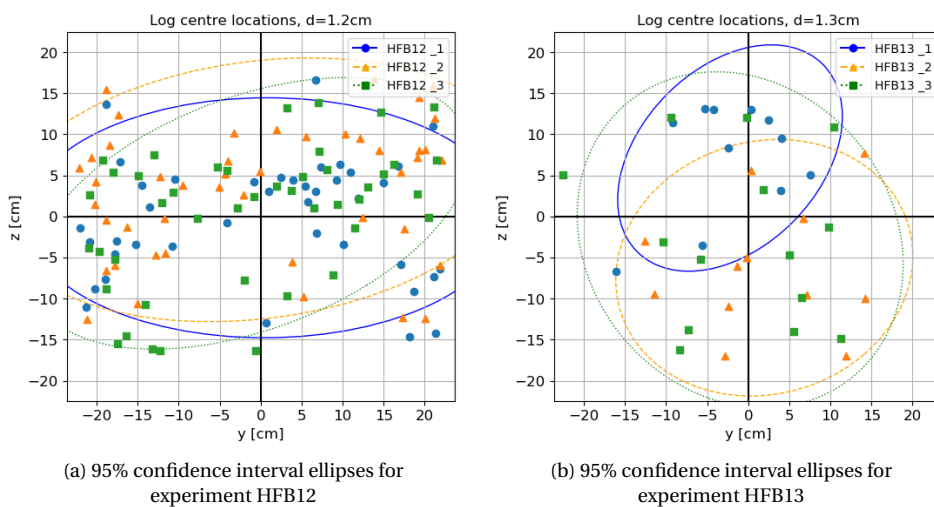 Log centre locations, d=1.2cm
20
15
10
5
0
−5
−10
−15
−20
z [cm]
HFB12 _1
HFB12 _2
HFB12 _3
−20 −15 −10 −5 0 5 10 15 20
y [cm]
(a) 95% confidence interval ellipses for
experiment HFB12
Log centre locations, d=1.3cm
20
15
10
5
0
−5
−10
−15
−20
z [cm]
HFB13 _1
HFB13 _2
HFB13 _3
−20 −15 −10 −5 0 5 10 15 20
y [cm]
(b) 95% confidence interval ellipses for
experiment HFB13